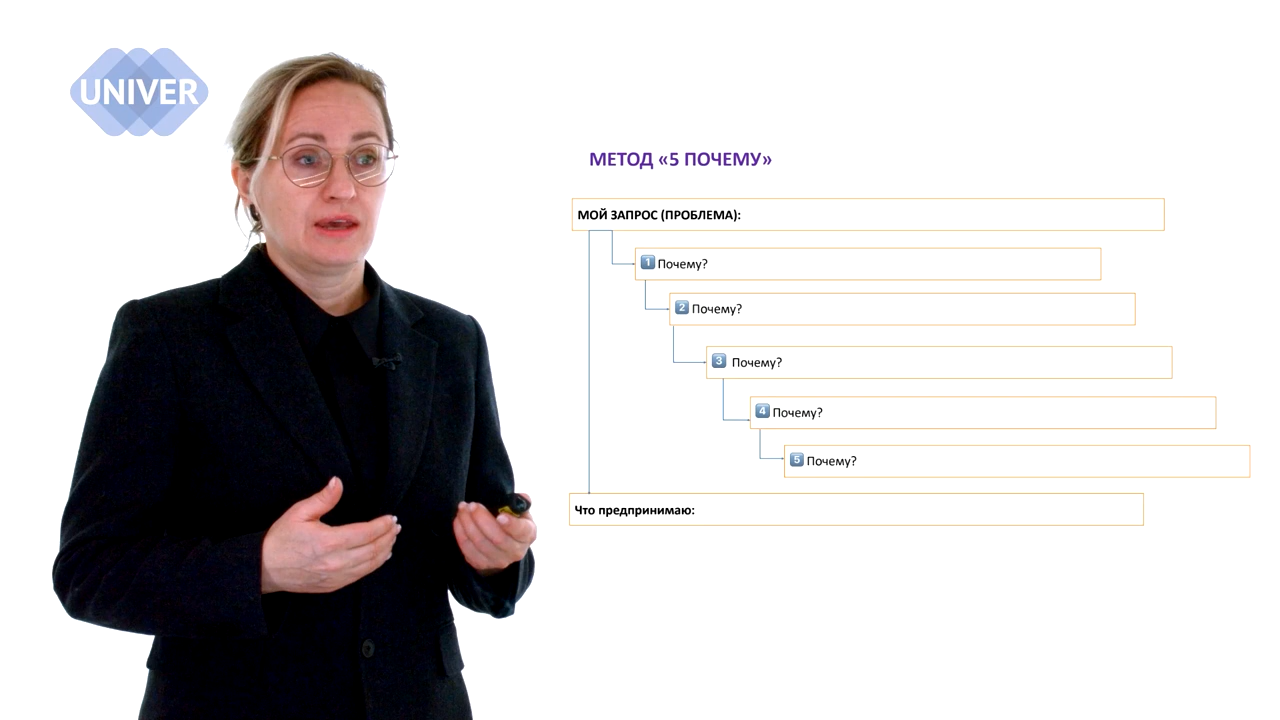 UNIVER
МЕТОД «5 ПОЧЕМУ»
МОЙ ЗАПРОС (ПРОБЛЕМА):
1 Почему?
2 Почему?
3 Почему?
4 Почему?
5 Почему?
Что предпринимаю: